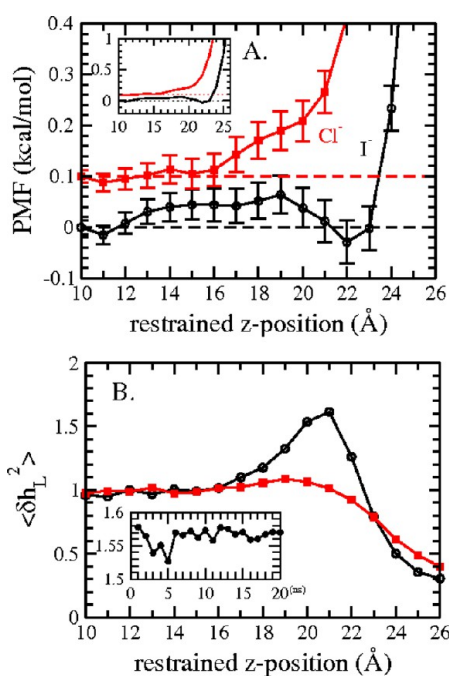 A.
1
0.5
0
10 15 20 25
PMF (kcal/mol)
0.4
0.3
0.2
0.1
0
-0.1
Cl⁻
I⁻
10 12 14 16 18 20 22 24 26
restrained z-position (Å)
B.
<δh_L^2>
2
1.5
1
0.5
0
1.6
1.55
1.5
0 5 10 15 20(ns)
10 12 14 16 18 20 22 24 26
restrained z-position (Å)